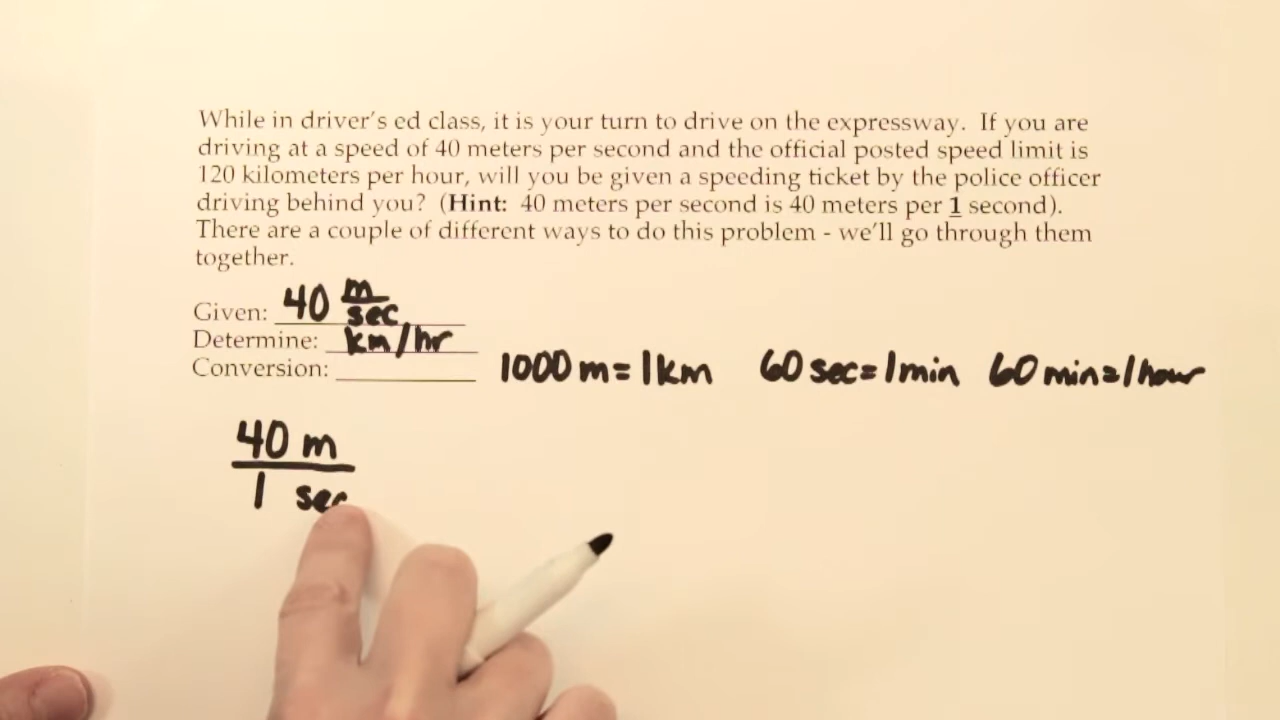 While in driver's ed class, it is your turn to drive on the expressway. If you are
driving at a speed of 40 meters per second and the official posted speed limit is
120 kilometers per hour, will you be given a speeding ticket by the police officer
driving behind you? (Hint: 40 meters per second is 40 meters per 1 second).
There are a couple of different ways to do this problem - we'll go through them
together.
Given: 40 m/sec
Determine: km/hr
Conversion: 1000 m = 1 km 60 sec = 1 min 60 min = 1 hour
40 m
1 sec